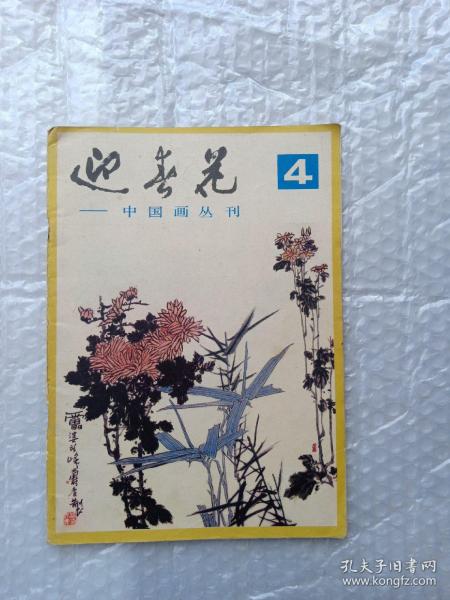 迎春花
4
—— 中国画丛刊
孔夫子旧书网
www.kongfz.com